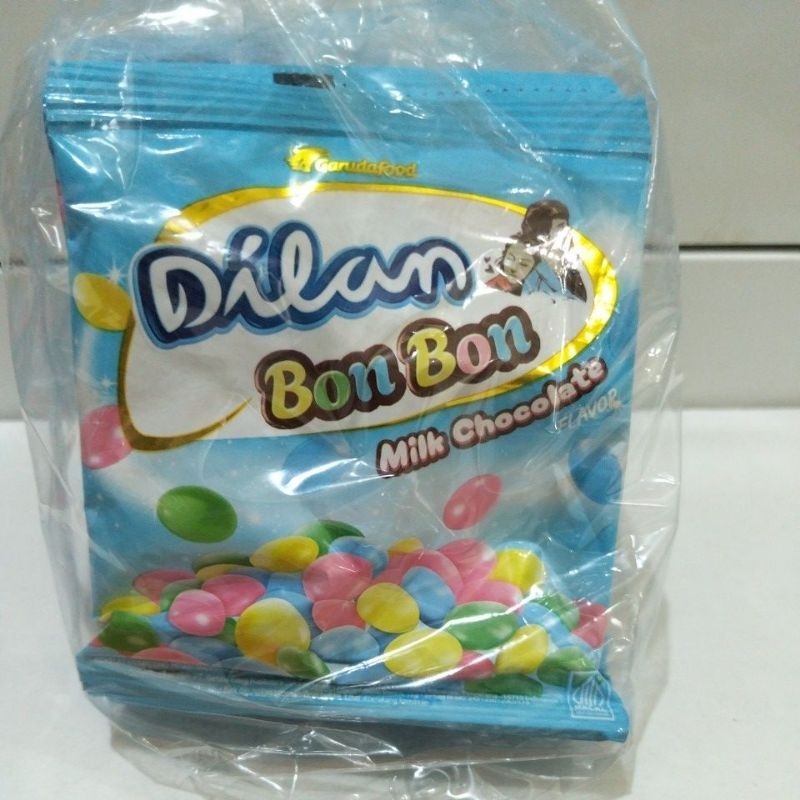 Garudafood
Dilan
Bon Bon
Milk Chocolate
FLAVOR